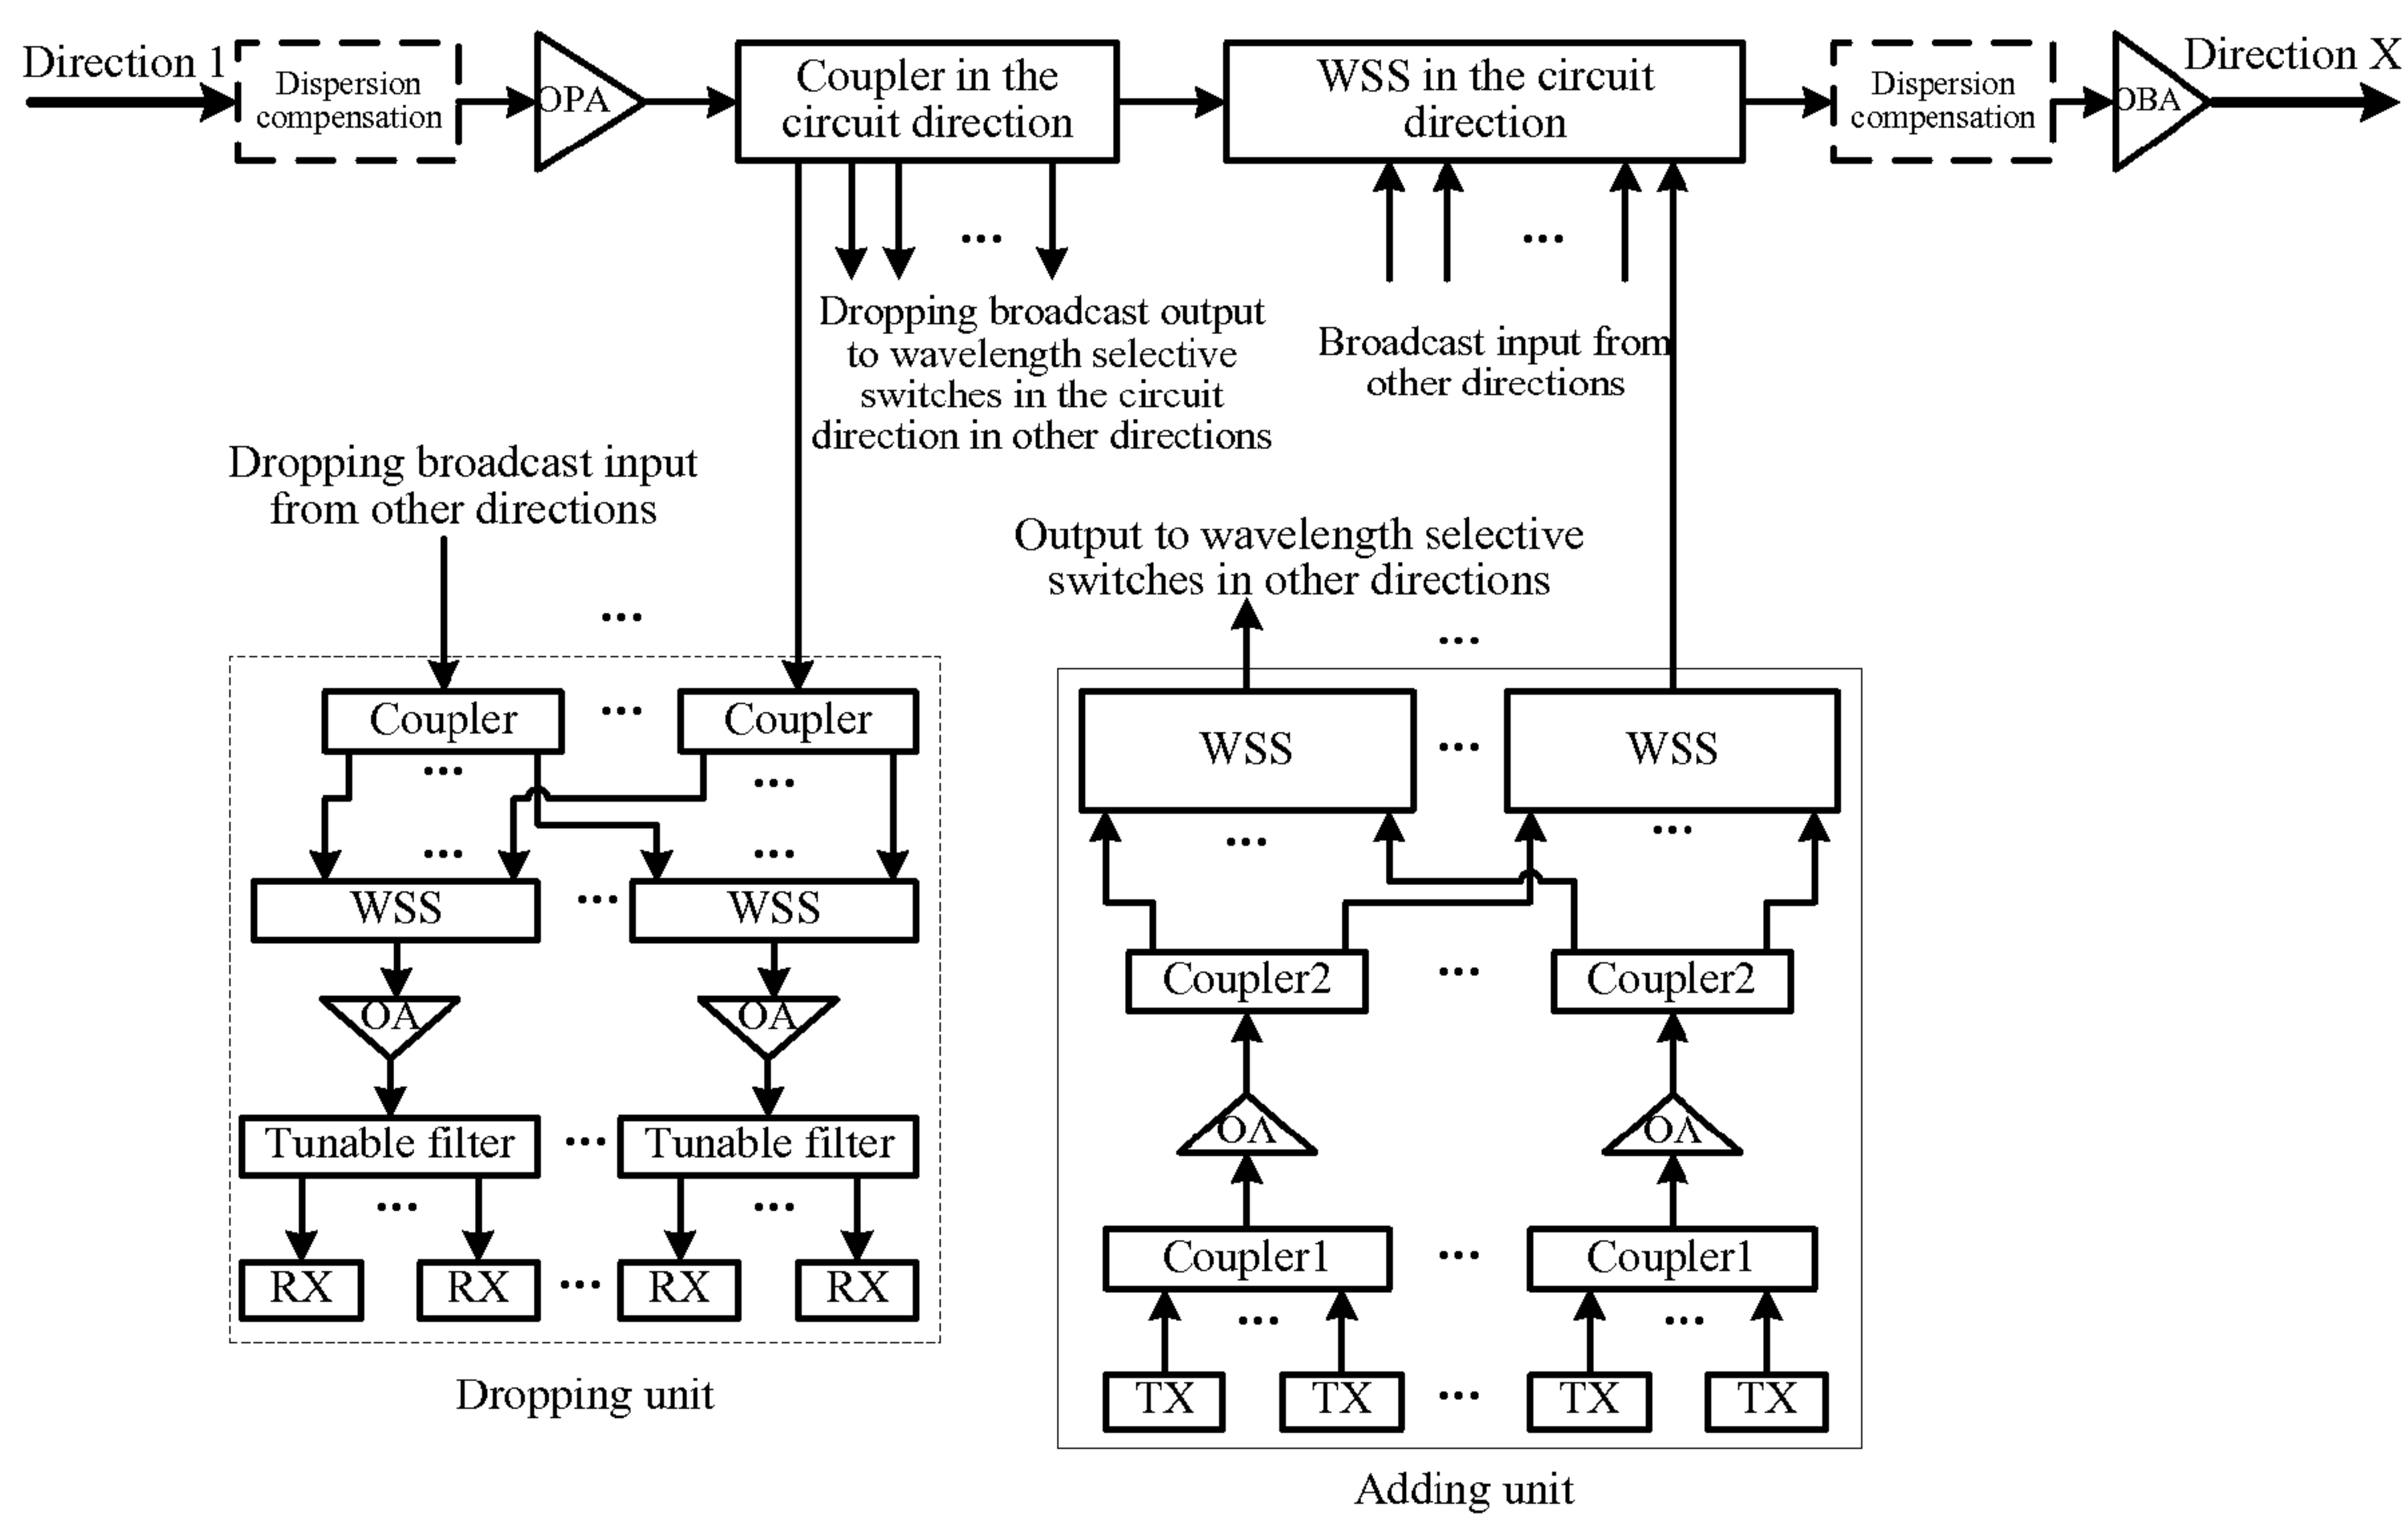 Direction 1
Dispersion
compensation
OPA
Coupler in the
circuit direction
WSS in the circuit
direction
Dispersion
compensation
OBA
Direction X
...
...
Dropping broadcast output
to wavelength selective
switches in the circuit
direction in other directions
Broadcast input from
other directions
Dropping broadcast input
from other directions
...
Coupler
...
Coupler
...
...
...
...
WSS
...
WSS
OA
OA
Tunable filter
...
Tunable filter
...
...
RX
RX
...
RX
RX
Dropping unit
Output to wavelength selective
switches in other directions
...
WSS
...
WSS
...
...
Coupler2
...
Coupler2
OA
OA
Coupler1
...
Coupler1
...
...
TX
TX
...
TX
TX
Adding unit